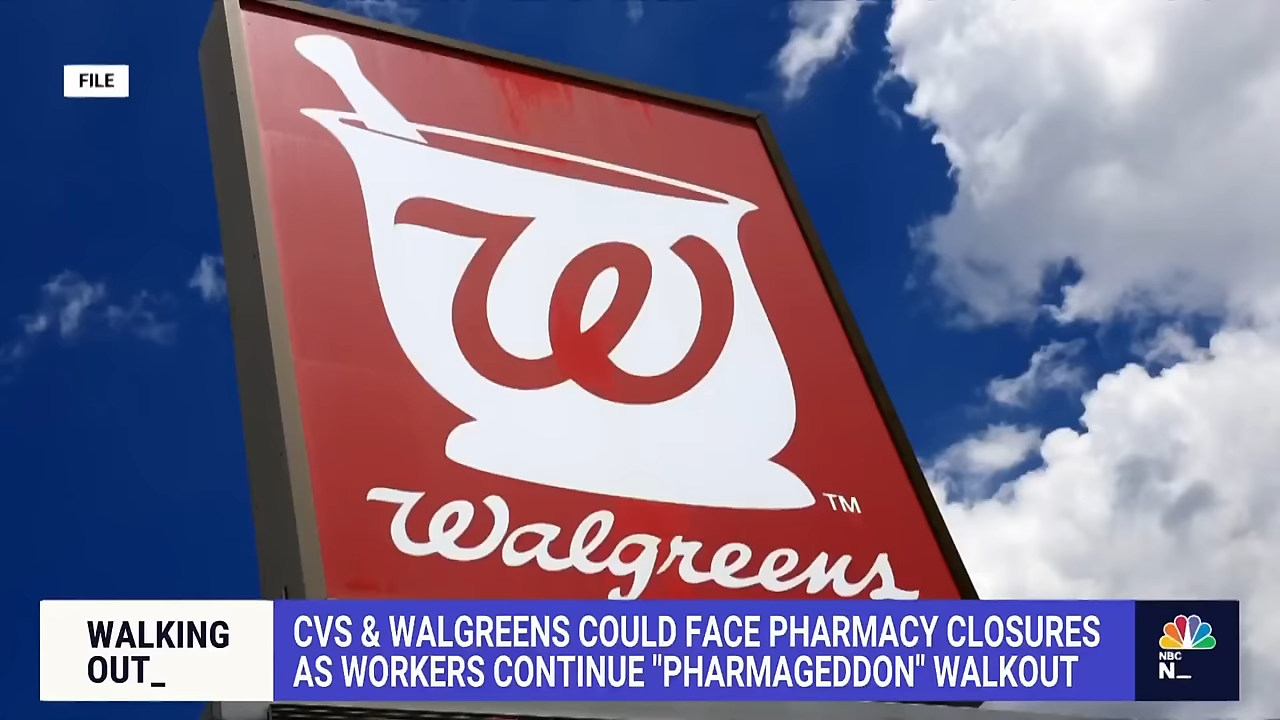 FILE
W
Walgreens
TM
WALKING
OUT_
CVS & WALGREENS COULD FACE PHARMACY CLOSURES
AS WORKERS CONTINUE "PHARMAGEDDON" WALKOUT
NBC
N_